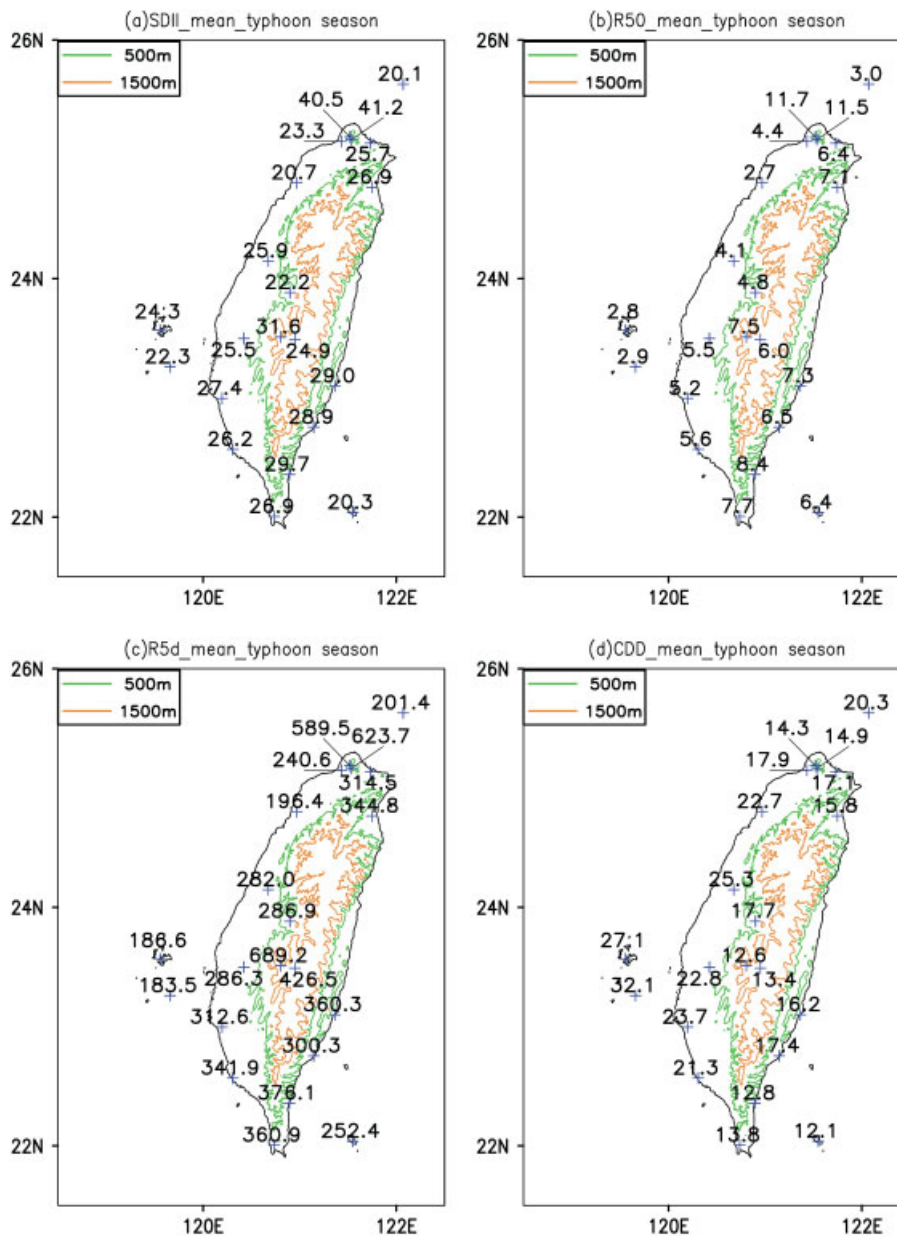 (a)SDII_mean_typhoon season
26N
500m
1500m
20.1
40.5
41.2
23.3
25.7
20.7
26.9
25.9
24N
22.2
24.3
31.6
25.5
24.9
22.3
29.0
27.4
28.9
26.2
29.7
20.3
26.9
22N
120E
122E
(b)R50_mean_typhoon season
26N
500m
1500m
3.0
11.7
11.5
4.4
6.4
2.7
7.1
4.1
24N
4.8
2.8
7.5
5.5
6.0
2.9
7.3
5.2
6.5
5.6
8.4
6.4
7.7
22N
120E
122E
(c)R5d_mean_typhoon season
26N
500m
1500m
201.4
589.5
623.7
240.6
314.5
196.4
344.8
282.0
24N
286.9
186.6
689.2
286.3
426.5
183.5
360.3
312.6
300.3
341.9
376.1
252.4
360.9
22N
120E
122E
(d)CDD_mean_typhoon season
26N
500m
1500m
20.3
14.3
14.9
17.9
17.1
22.7
15.8
25.3
24N
17.7
27.1
12.6
22.8
13.4
32.1
16.2
23.7
17.4
21.3
12.8
12.1
13.8
22N
120E
122E